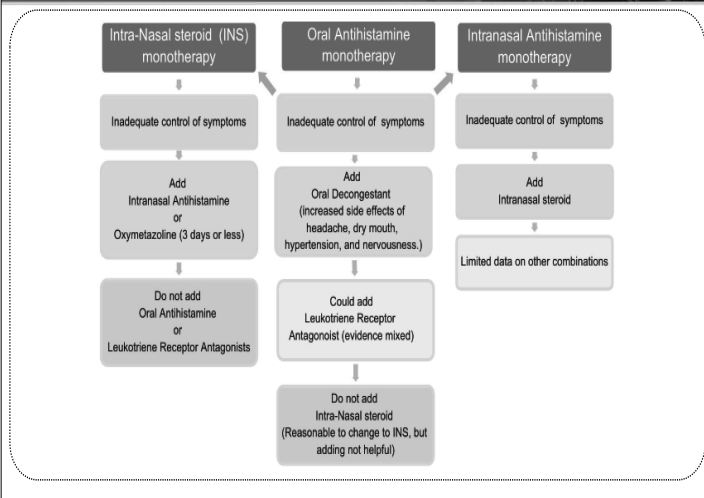 Intra-Nasal steroid (INS)
monotherapy
Inadequate control of symptoms
Add
Intranasal Antihistamine
or
Oxymetazoline (3 days or less)
Do not add
Oral Antihistamine
or
Leukotriene Receptor Antagonists
Oral Antihistamine
monotherapy
Inadequate control of symptoms
Add
Oral Decongestant
(increased side effects of
headache, dry mouth,
hypertension, and nervousness.)
Could add
Leukotriene Receptor
Antagonoist (evidence mixed)
Do not add
Intra-Nasal steroid
(Reasonable to change to INS, but
adding not helpful)
Intranasal Antihistamine
monotherapy
Inadequate control of symptoms
Add
Intranasal steroid
Limited data on other combinations